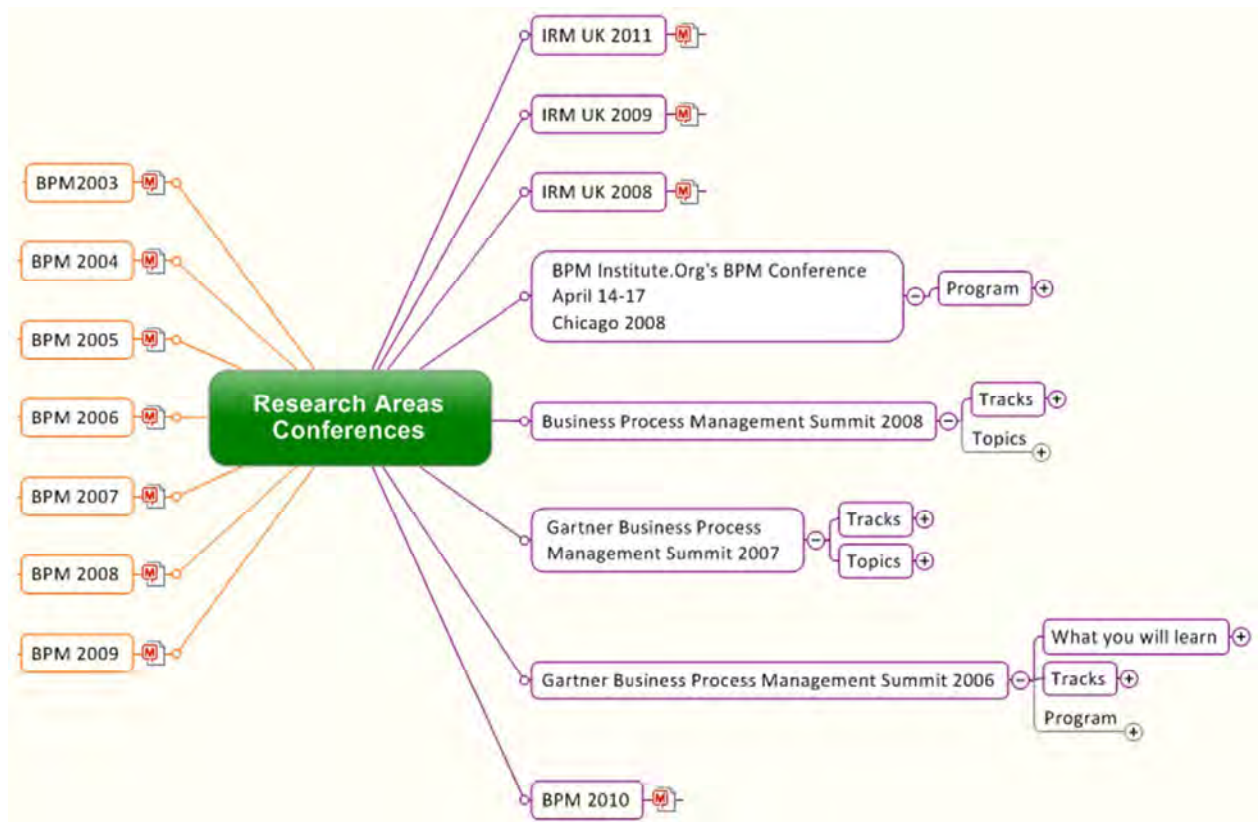 IRM UK 2011
IRM UK 2009
IRM UK 2008
BPM Institute.Org's BPM Conference
April 14-17
Chicago 2008
Program
Business Process Management Summit 2008
Tracks
Topics
Gartner Business Process
Management Summit 2007
Tracks
Topics
Gartner Business Process Management Summit 2006
What you will learn
Tracks
Program
BPM 2010
Research Areas
Conferences
BPM2003
BPM 2004
BPM 2005
BPM 2006
BPM 2007
BPM 2008
BPM 2009